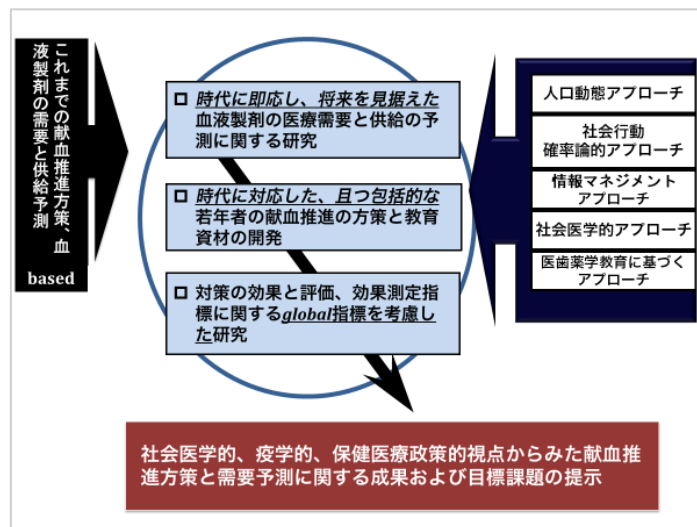 これまでの献血推進方策、血
液製剤の需要と供給予測
based
□ 時代に即応し、将来を見据えた
血液製剤の医療需要と供給の予
測に関する研究
□ 時代に対応した、且つ包括的な
若年者の献血推進の方策と教育
資材の開発
□ 対策の効果と評価、効果測定指
標に関するglobal指標を考慮し
た研究
人口動態アプローチ
社会行動
確率論的アプローチ
情報マネジメント
アプローチ
社会医学的アプローチ
医歯薬学教育に基づく
アプローチ
社会医学的、疫学的、保健医療政策的視点からみた献血推
進方策と需要予測に関する成果および目標課題の提示